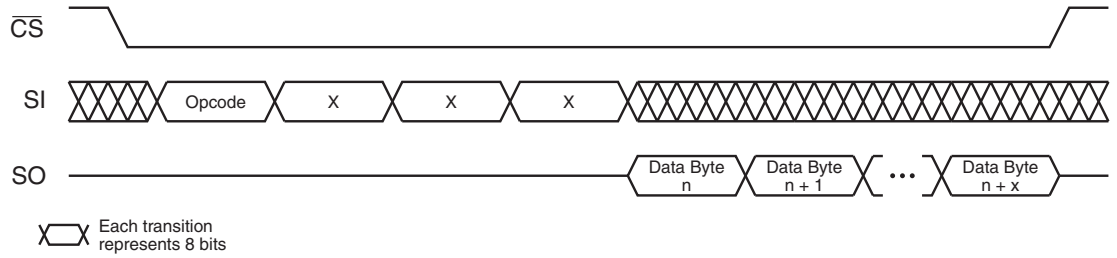 CS
SI
Opcode X X X
SO
Data Byte Data Byte ••• Data Byte
n n + 1 n + x
Each transition
represents 8 bits